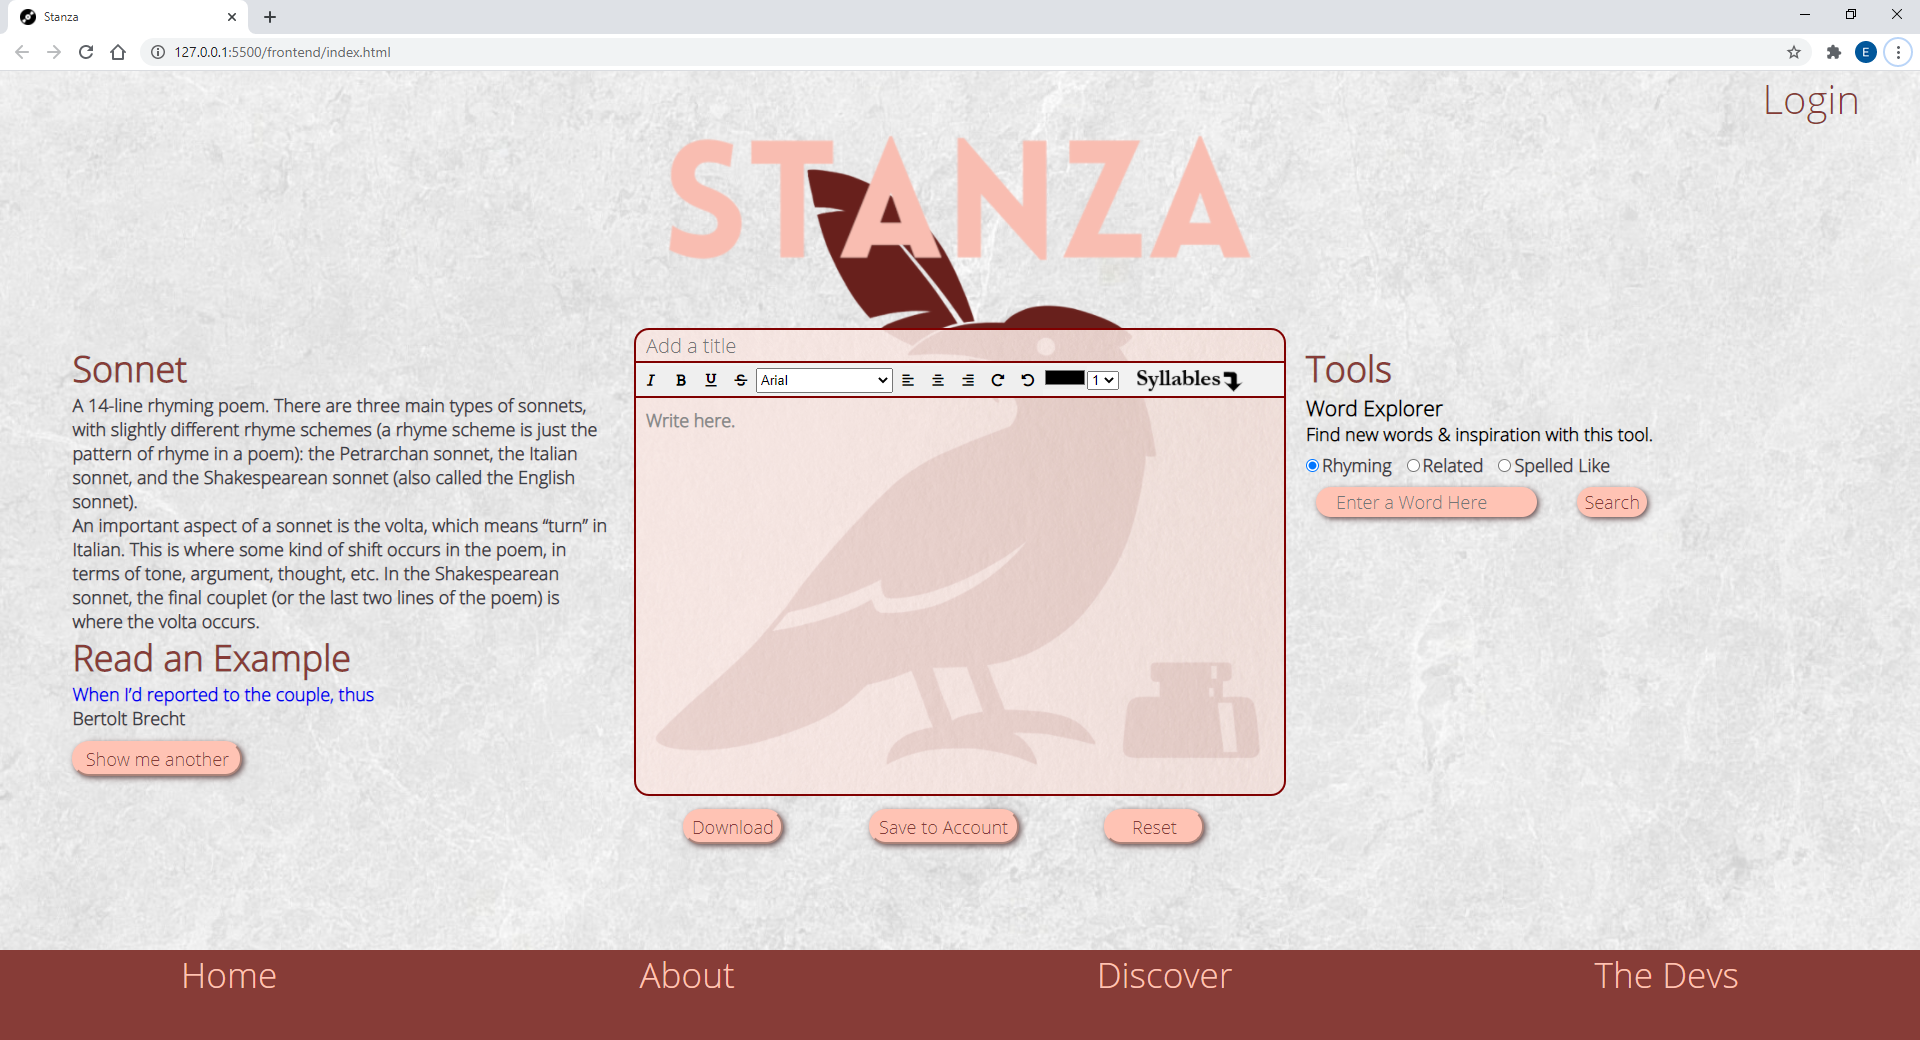 Stanza
127.0.0.1:5500/frontend/index.html
E
Login
STANZA
Sonnet
A 14-line rhyming poem. There are three main types of sonnets,
with slightly different rhyme schemes (a rhyme scheme is just the
pattern of rhyme in a poem): the Petrarchan sonnet, the Italian
sonnet, and the Shakespearean sonnet (also called the English
sonnet).
An important aspect of a sonnet is the volta, which means “turn” in
Italian. This is where some kind of shift occurs in the poem, in
terms of tone, argument, thought, etc. In the Shakespearean
sonnet, the final couplet (or the last two lines of the poem) is
where the volta occurs.
Read an Example
When I’d reported to the couple, thus
Bertolt Brecht
Show me another
Add a title
I B U S Arial 1 Syllables
Write here.
Download Save to Account Reset
Tools
Word Explorer
Find new words & inspiration with this tool.
Rhyming Related Spelled Like
Enter a Word Here Search
Home About Discover The Devs